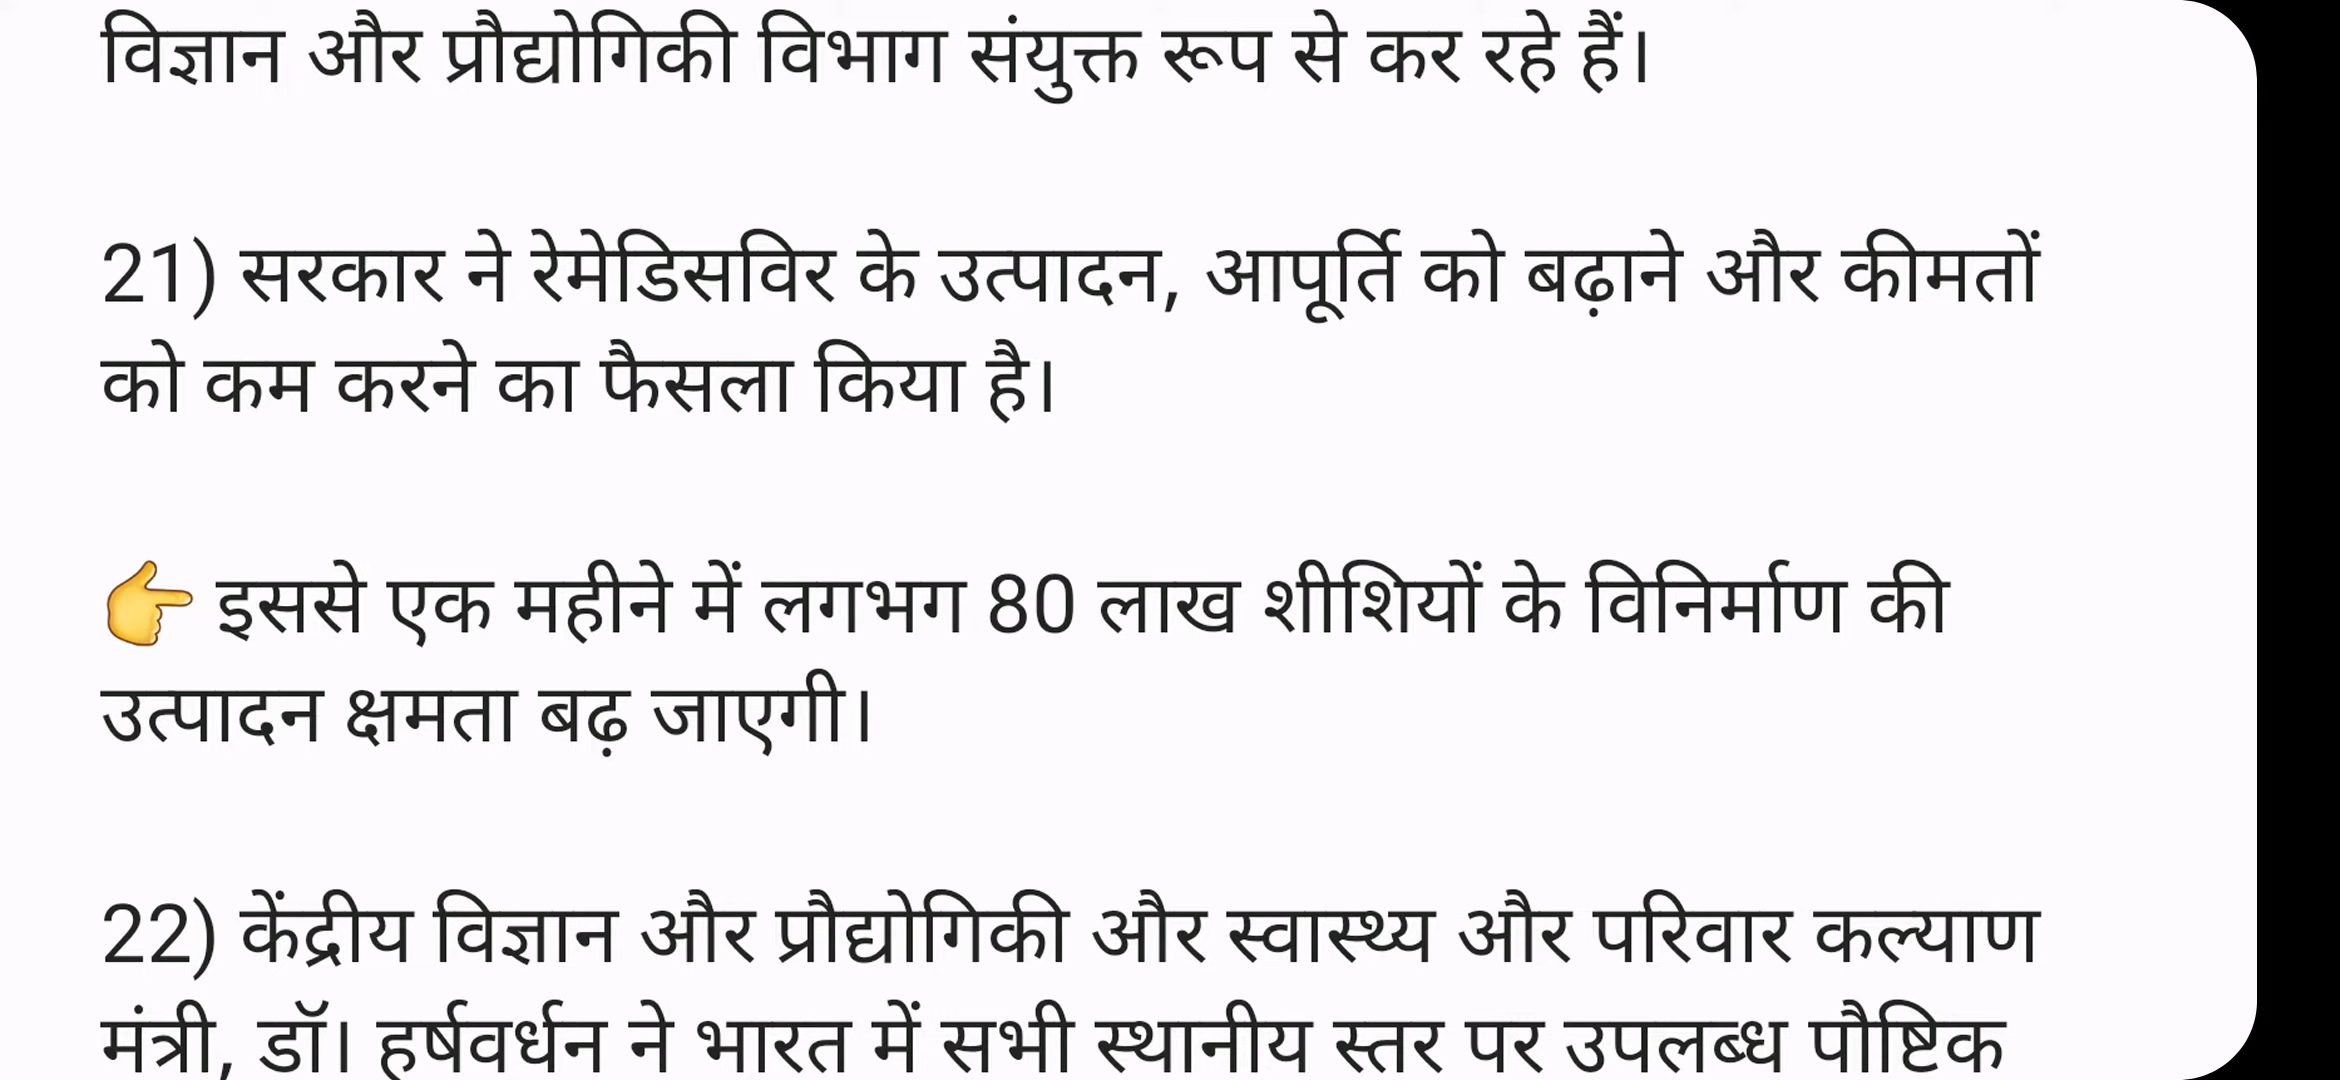 विज्ञान और प्रौद्योगिकी विभाग संयुक्त रूप से कर रहे हैं।
21) सरकार ने रेमेडिसविर के उत्पादन, आपूर्ति को बढ़ाने और कीमतों
को कम करने का फैसला किया है।
👉 इससे एक महीने में लगभग 80 लाख शीशियों के विनिर्माण की
उत्पादन क्षमता बढ़ जाएगी।
22) केंद्रीय विज्ञान और प्रौद्योगिकी और स्वास्थ्य और परिवार कल्याण
मंत्री, डॉ। हर्षवर्धन ने भारत में सभी स्थानीय स्तर पर उपलब्ध पौष्टिक